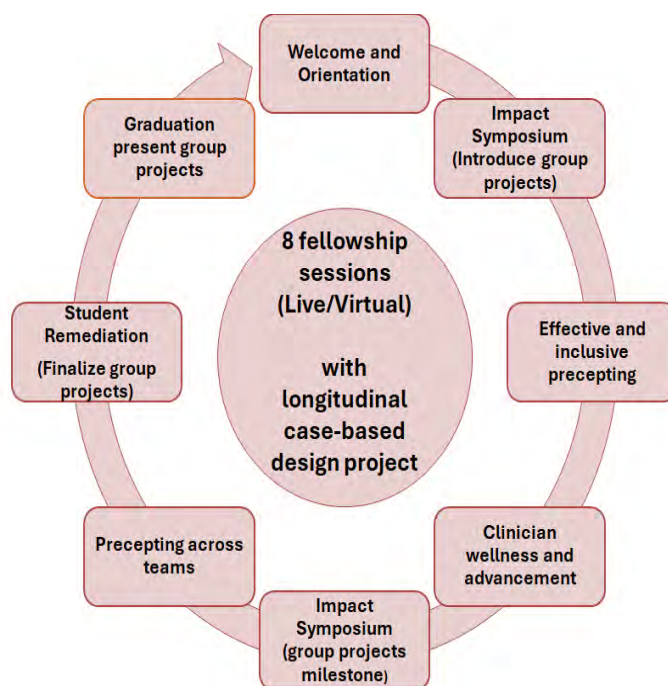 Welcome and
Orientation
Impact
Symposium
(Introduce group
projects)
Effective and
inclusive
precepting
Clinician
wellness and
advancement
Impact
Symposium
(group projects
milestone)
Precepting across
teams
Student
Remediation
(Finalize group
projects)
Graduation
present group
projects
8 fellowship
sessions
(Live/Virtual)
with
longitudinal
case-based
design project